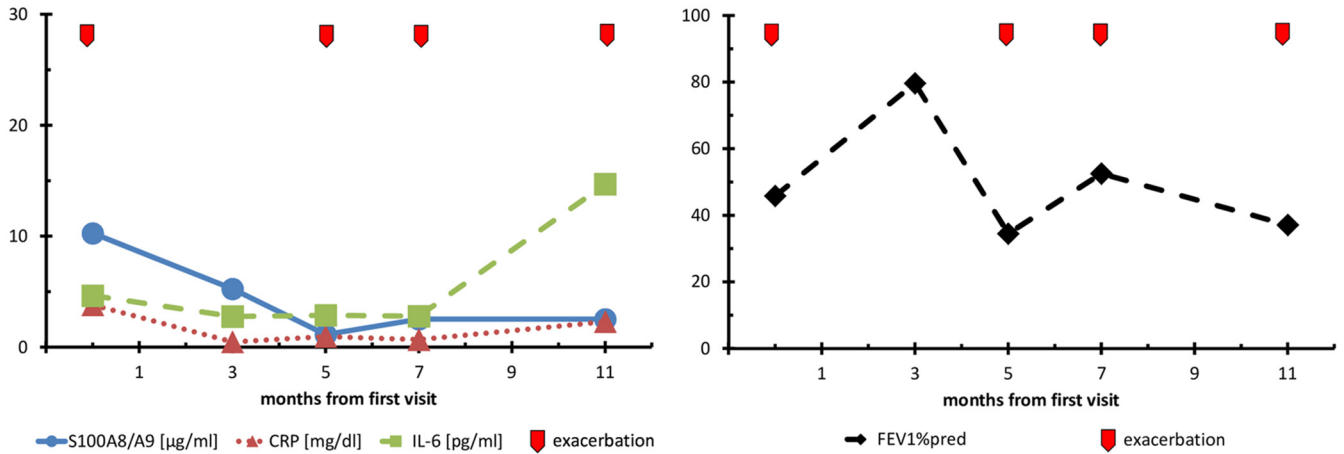 30
20
10
0
1 3 5 7 9 11
months from first visit
S100A8/A9 [µg/ml] CRP [mg/dl] IL-6 [pg/ml] exacerbation
100
80
60
40
20
0
1 3 5 7 9 11
months from first visit
FEV1%pred exacerbation